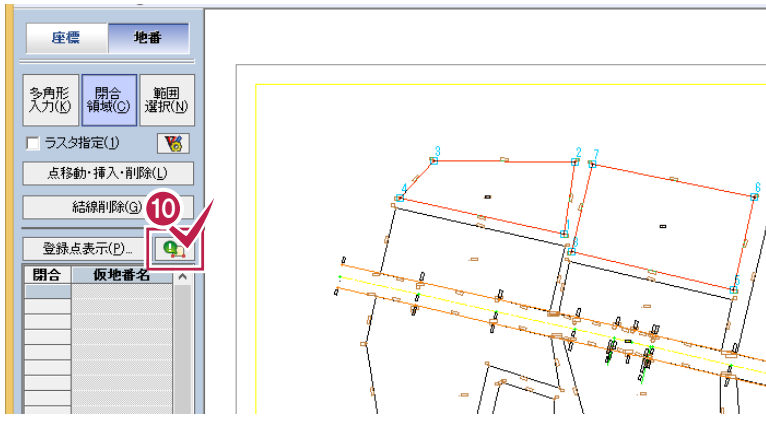 座標 地番
多角形 閉合 範囲
入力(K) 領域(C) 選択(N)
ラスタ指定(1)
点移動・挿入・削除(L)
結線削除(G)
10
登録点表示(P)...
閉合 仮地番名
3
2
7
6
4
1
8
5